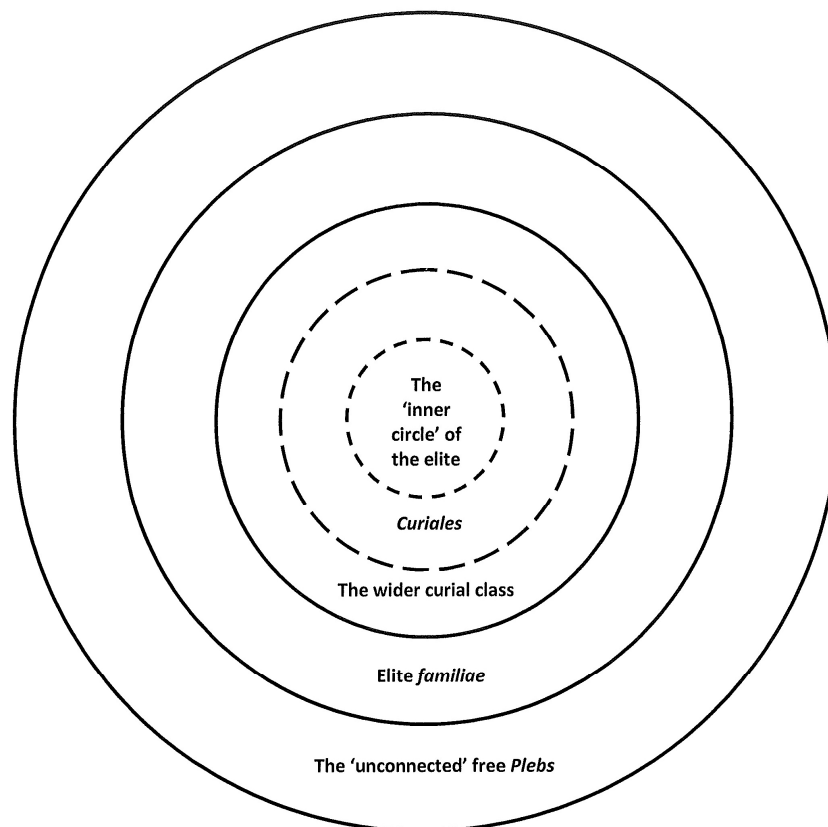 The
‘inner
circle’ of
the elite
Curiales
The wider curial class
Elite familiae
The ‘unconnected’ free Plebs